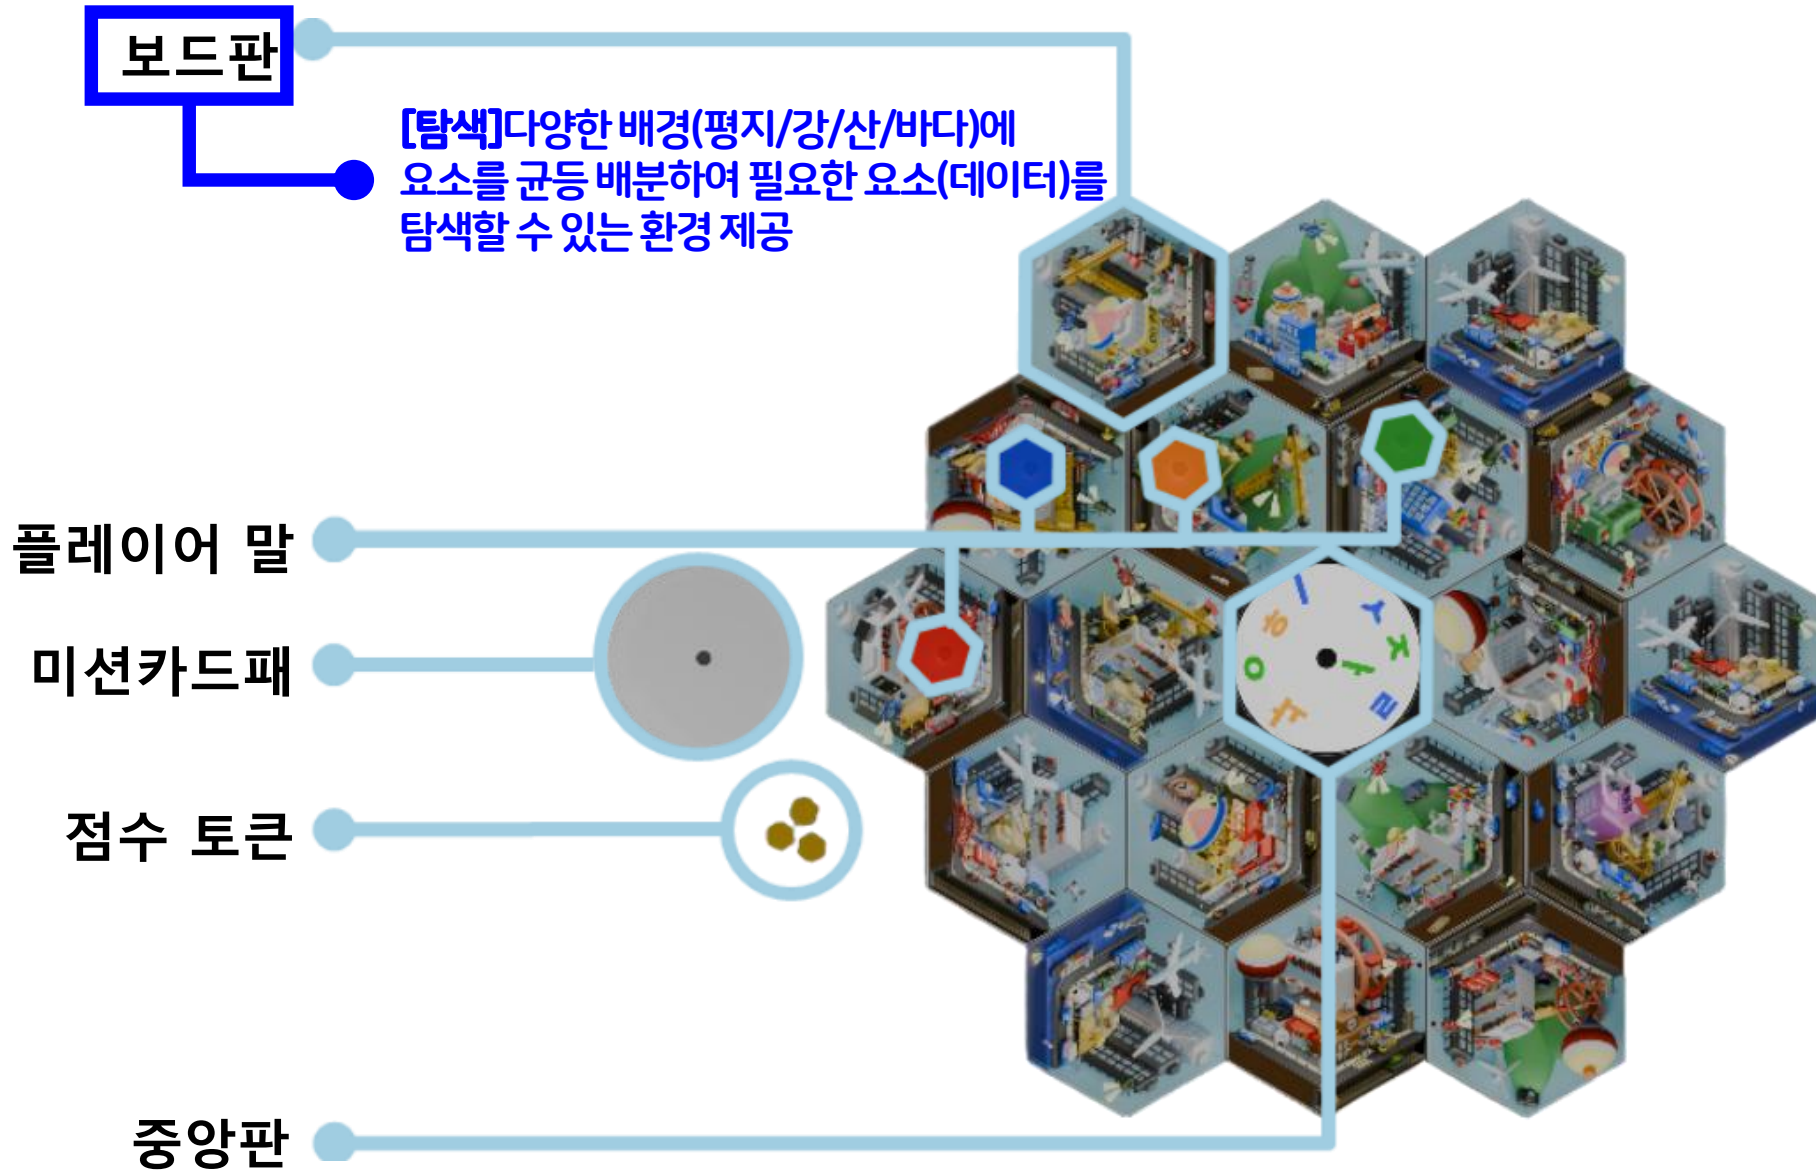 보드판
[탐색]다양한 배경(평지/강/산/바다)에
요소를 균등 배분하여 필요한 요소(데이터)를
탐색할 수 있는 환경 제공
플레이어 말
미션카드패
점수 토큰
중앙판